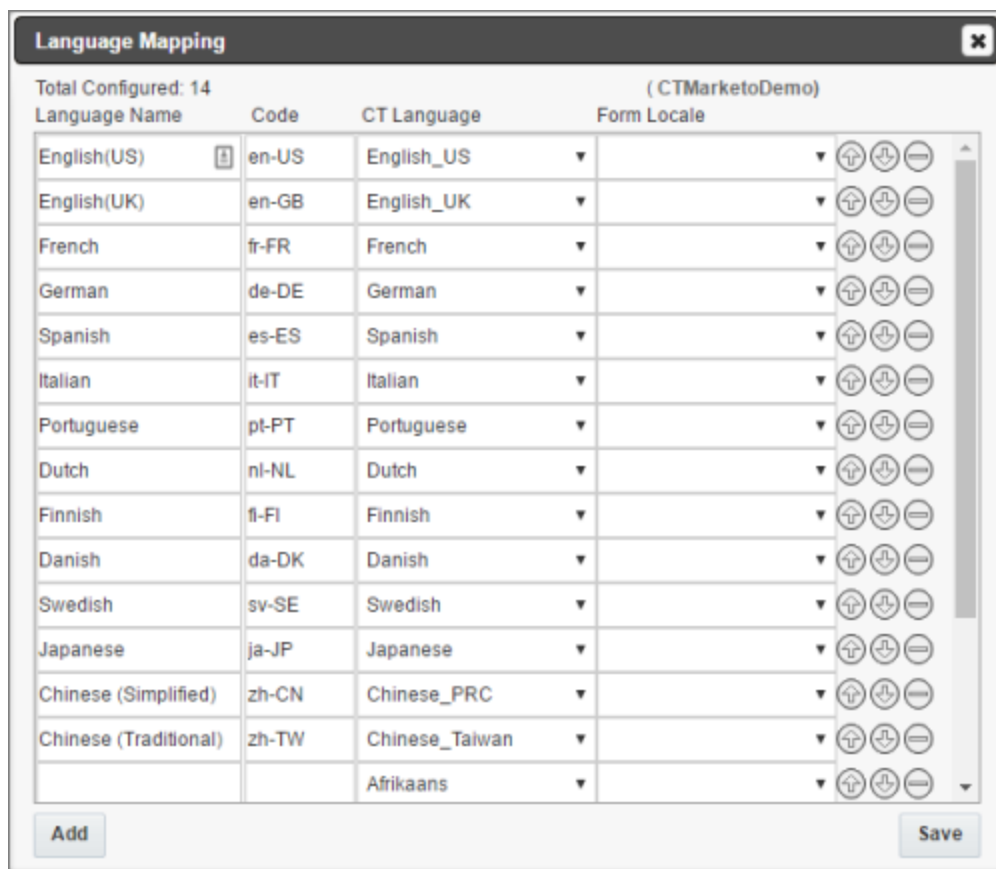 Language Mapping
Total Configured: 14 ( CTMarketoDemo)
Language Name Code CT Language Form Locale
English(US) en-US English_US
English(UK) en-GB English_UK
French fr-FR French
German de-DE German
Spanish es-ES Spanish
Italian it-IT Italian
Portuguese pt-PT Portuguese
Dutch nl-NL Dutch
Finnish fi-FI Finnish
Danish da-DK Danish
Swedish sv-SE Swedish
Japanese ja-JP Japanese
Chinese (Simplified) zh-CN Chinese_PRC
Chinese (Traditional) zh-TW Chinese_Taiwan
Afrikaans
Add Save